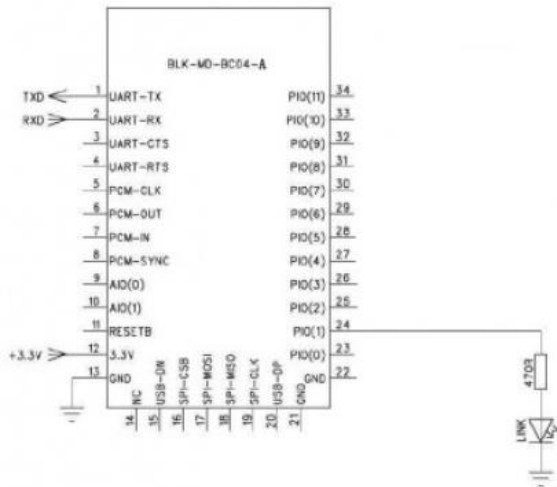 BLK-MD-BC04-A
TXD 1 UART-TX PIO(11) 34
RXD 2 UART-RX PIO(10) 33
3 UART-CTS PIO(9) 32
4 UART-RTS PIO(8) 31
5 PCM-CLK PIO(7) 30
6 PCM-OUT PIO(6) 29
7 PCM-IN PIO(5) 28
8 PCM-SYNC PIO(4) 27
9 AIO(0) PIO(3) 26
10 AIO(1) PIO(2) 25
11 RESETB PIO(1) 24
+3.3V 12 3.3V PIO(0) 23
13 GND GND 22
470R
LINK
NC
USB-DN
SPI-CSB
SPI-MOSI
SPI-MISO
SPI-CLK
USB-DP
GND
14 15 16 17 18 19 20 21